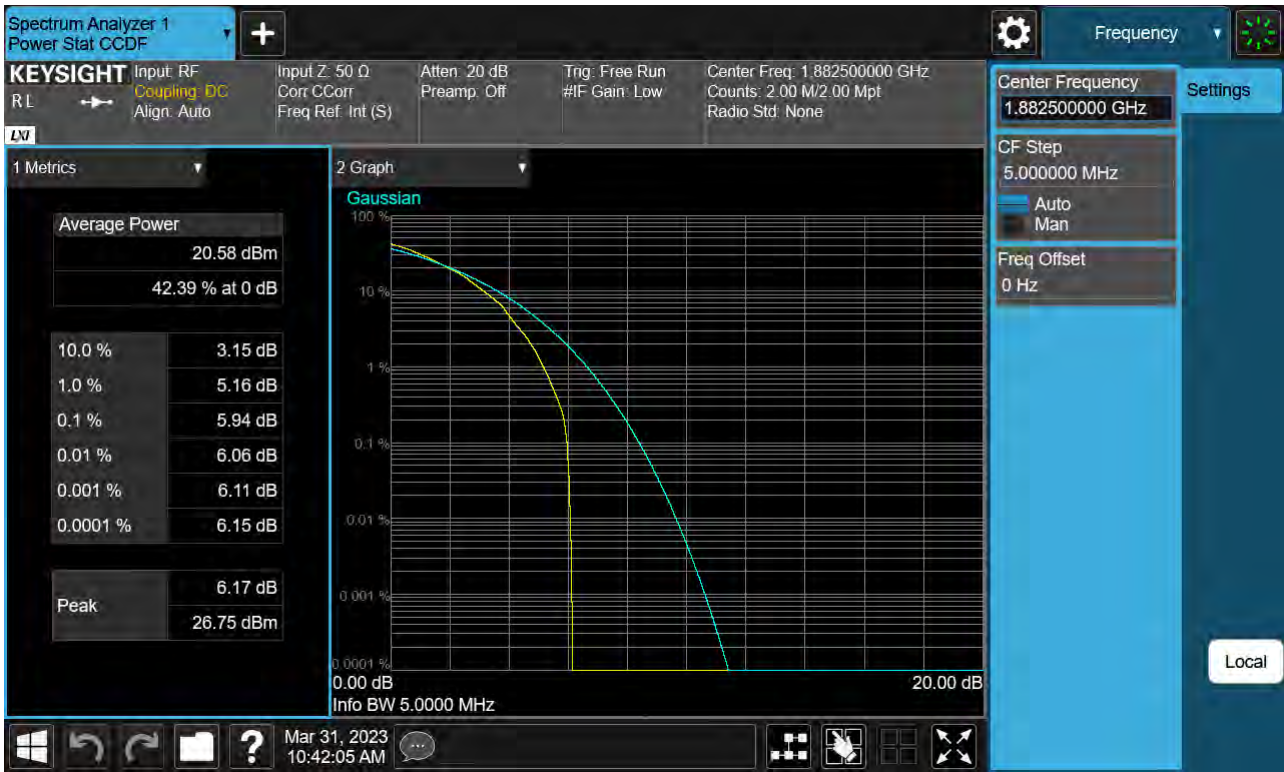 Spectrum Analyzer 1
Power Stat CCDF
Frequency
KEYSIGHT
RL
LXI
Input: RF
Coupling: DC
Align: Auto
Input Z: 50 Ω
Corr CCorr
Freq Ref: Int (S)
Atten: 20 dB
Preamp: Off
Trig: Free Run
#IF Gain: Low
Center Freq: 1.882500000 GHz
Counts: 2.00 M/2.00 Mpt
Radio Std: None
Center Frequency
1.882500000 GHz
Settings
CF Step
5.000000 MHz
Auto
Man
Freq Offset
0 Hz
Local
1 Metrics
Average Power
20.58 dBm
42.39 % at 0 dB
10.0 % 3.15 dB
1.0 % 5.16 dB
0.1 % 5.94 dB
0.01 % 6.06 dB
0.001 % 6.11 dB
0.0001 % 6.15 dB
Peak 6.17 dB
26.75 dBm
2 Graph
Gaussian
100 %
10 %
1 %
0.1 %
0.01 %
0.001 %
0.0001 %
0.00 dB 20.00 dB
Info BW 5.0000 MHz
?
Mar 31, 2023
10:42:05 AM